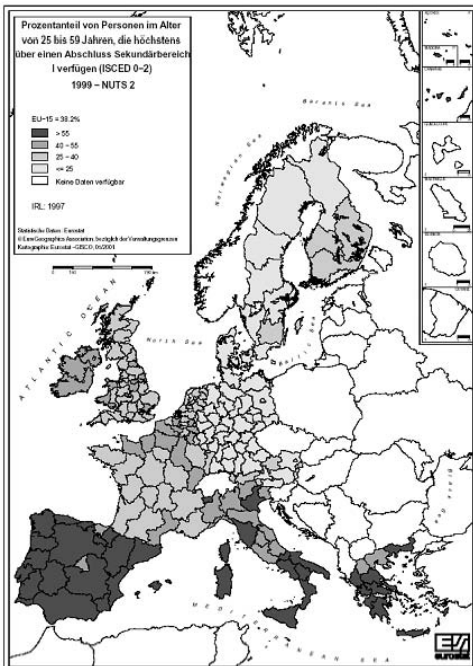 Prozentanteil von Personen im Alter
von 25 bis 59 Jahren, die höchstens
über einen Abschluss Sekundärbereich
I verfügen (ISCED 0-2)
1999 – NUTS 2
EU-15 = 38.2%
> 55
40 - 55
25 - 40
<= 25
Keine Daten verfügbar
IRL: 1997
Statistische Daten: Eurostat
© EuroGeographics Association, bezüglich der Verwaltungsgrenzen
Kartographie: Eurostat - GISCO, 01/2001
Barents Sea
Norwegian Sea
ATLANTIC OCEAN
North Sea
Baltic Sea
MEDITERRANEAN SEA
eurostat